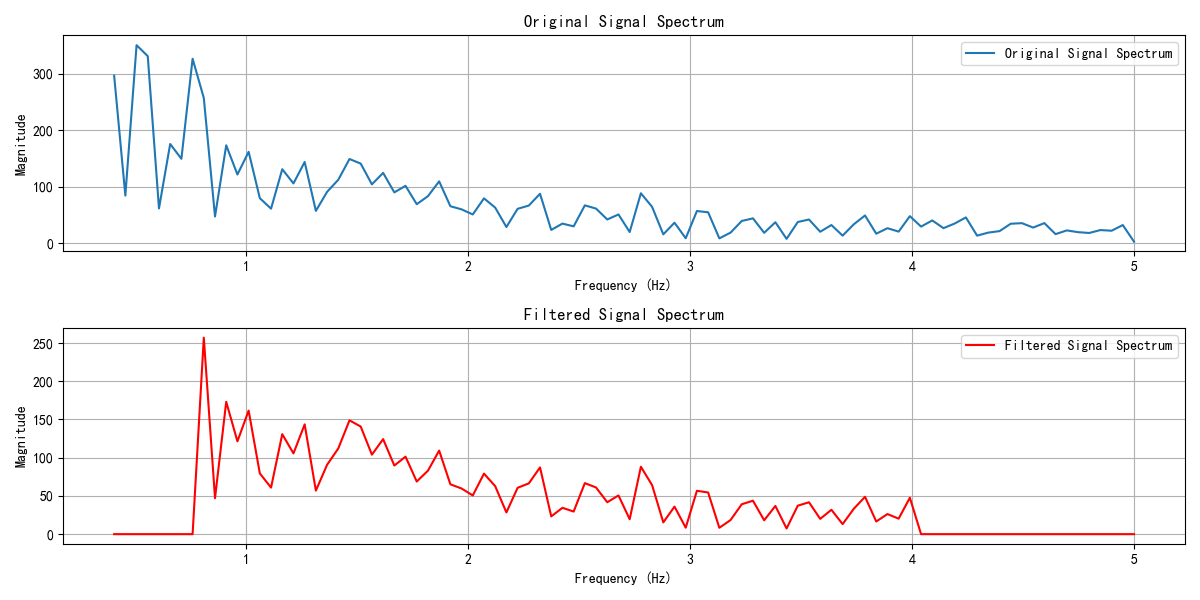 Original Signal Spectrum
Original Signal Spectrum
300
200
100
0
Magnitude
1 2 3 4 5
Frequency (Hz)
Filtered Signal Spectrum
Filtered Signal Spectrum
250
200
150
100
50
0
Magnitude
1 2 3 4 5
Frequency (Hz)